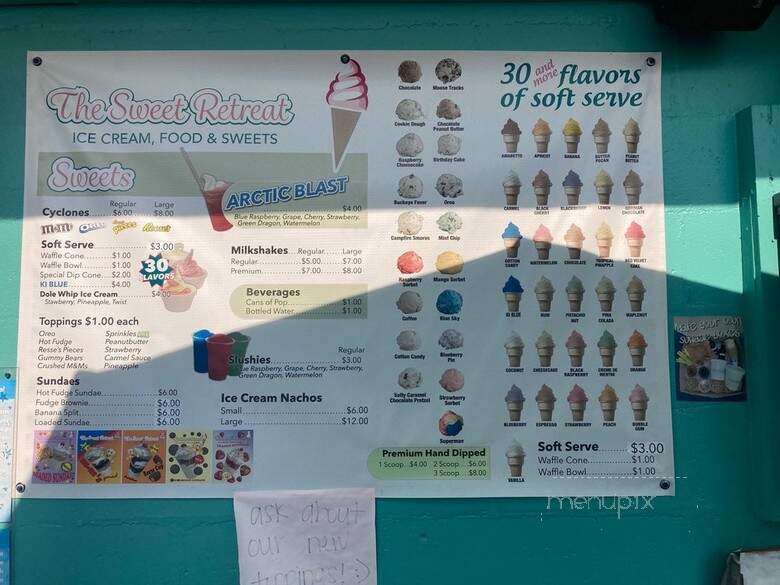 The Sweet Retreat
ICE CREAM, FOOD & SWEETS
Sweets
Regular Large
Cyclones......$6.00 $8.00
m&m's OREO
Soft Serve......$3.00
Waffle Cone......$1.00
Waffle Bowl......$1.00
Special Dip Cone......$2.00
KI BLUE......$4.00
Dole Whip Ice Cream......$4.00
Stawberry, Pineapple, Twist
30
FLAVORS
Toppings $1.00 each
Oreo Sprinkles
Hot Fudge Peanutbutter
Resse's Pieces Strawberry
Gummy Bears Carmel Sauce
Crushed M&Ms Pineapple
Sundaes
Hot Fudge Sundae......$6.00
Fudge Brownie......$6.00
Banana Split......$6.00
Loaded Sundae......$6.00
ARCTIC BLAST
$4.00
Blue Raspberry, Grape, Cherry, Strawberry,
Green Dragon, Watermelon
Milkshakes Regular Large
Regular......$5.00 $7.00
Premium......$7.00 $8.00
Beverages
Cans of Pop......$1.00
Bottled Water......$1.00
Slushies Regular
$3.00
Blue Raspberry, Grape, Cherry, Strawberry,
Green Dragon, Watermelon
Ice Cream Nachos
Small......$6.00
Large......$12.00
Chocolate Moose Tracks
Cookie Dough Chocolate Peanut Butter
Raspberry Cheesecake Birthday Cake
Buckeye Fever Oreo
Campfire Smores Mint Chip
Raspberry Sorbet Mango Sorbet
Coffee Blue Sky
Cotton Candy Blueberry Pie
Salty Caramel Chocolate Pretzel Strawberry Sorbet
Superman
Premium Hand Dipped
1 Scoop...$4.00 2 Scoop....$6.00
3 Scoop...$8.00
30 and more flavors
of soft serve
AMARETTO APRICOT BANANA BUTTER PECAN PEANUT BUTTER
CARMEL BLACK CHERRY BLACKBERRY LEMON GERMAN CHOCOLATE
COTTON CANDY WATERMELON CHOCOLATE TROPICAL PINAPPLE RED VELVET CAKE
KI BLUE RUM PISTACHIO NUT PINA COLADA MAPLENUT
COCONUT CHEESECAKE BLACK RASPBERRY CREME DE MENTHE ORANGE
BLUEBERRY ESPRESSO STRAWBERRY PEACH BUBBLE GUM
VANILLA
Soft Serve......$3.00
Waffle Cone......$1.00
Waffle Bowl......$1.00
menupix
ask about
our new
toppings! :)